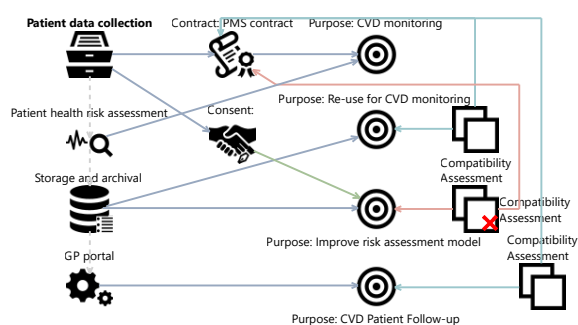 Patient data collection
Contract: PMS contract
Purpose: CVD monitoring
Patient health risk assessment
Consent:
Purpose: Re-use for CVD monitoring
Compatibility
Assessment
Storage and archival
Compatibility
Assessment
Purpose: Improve risk assessment model
Compatibility
Assessment
GP portal
Purpose: CVD Patient Follow-up